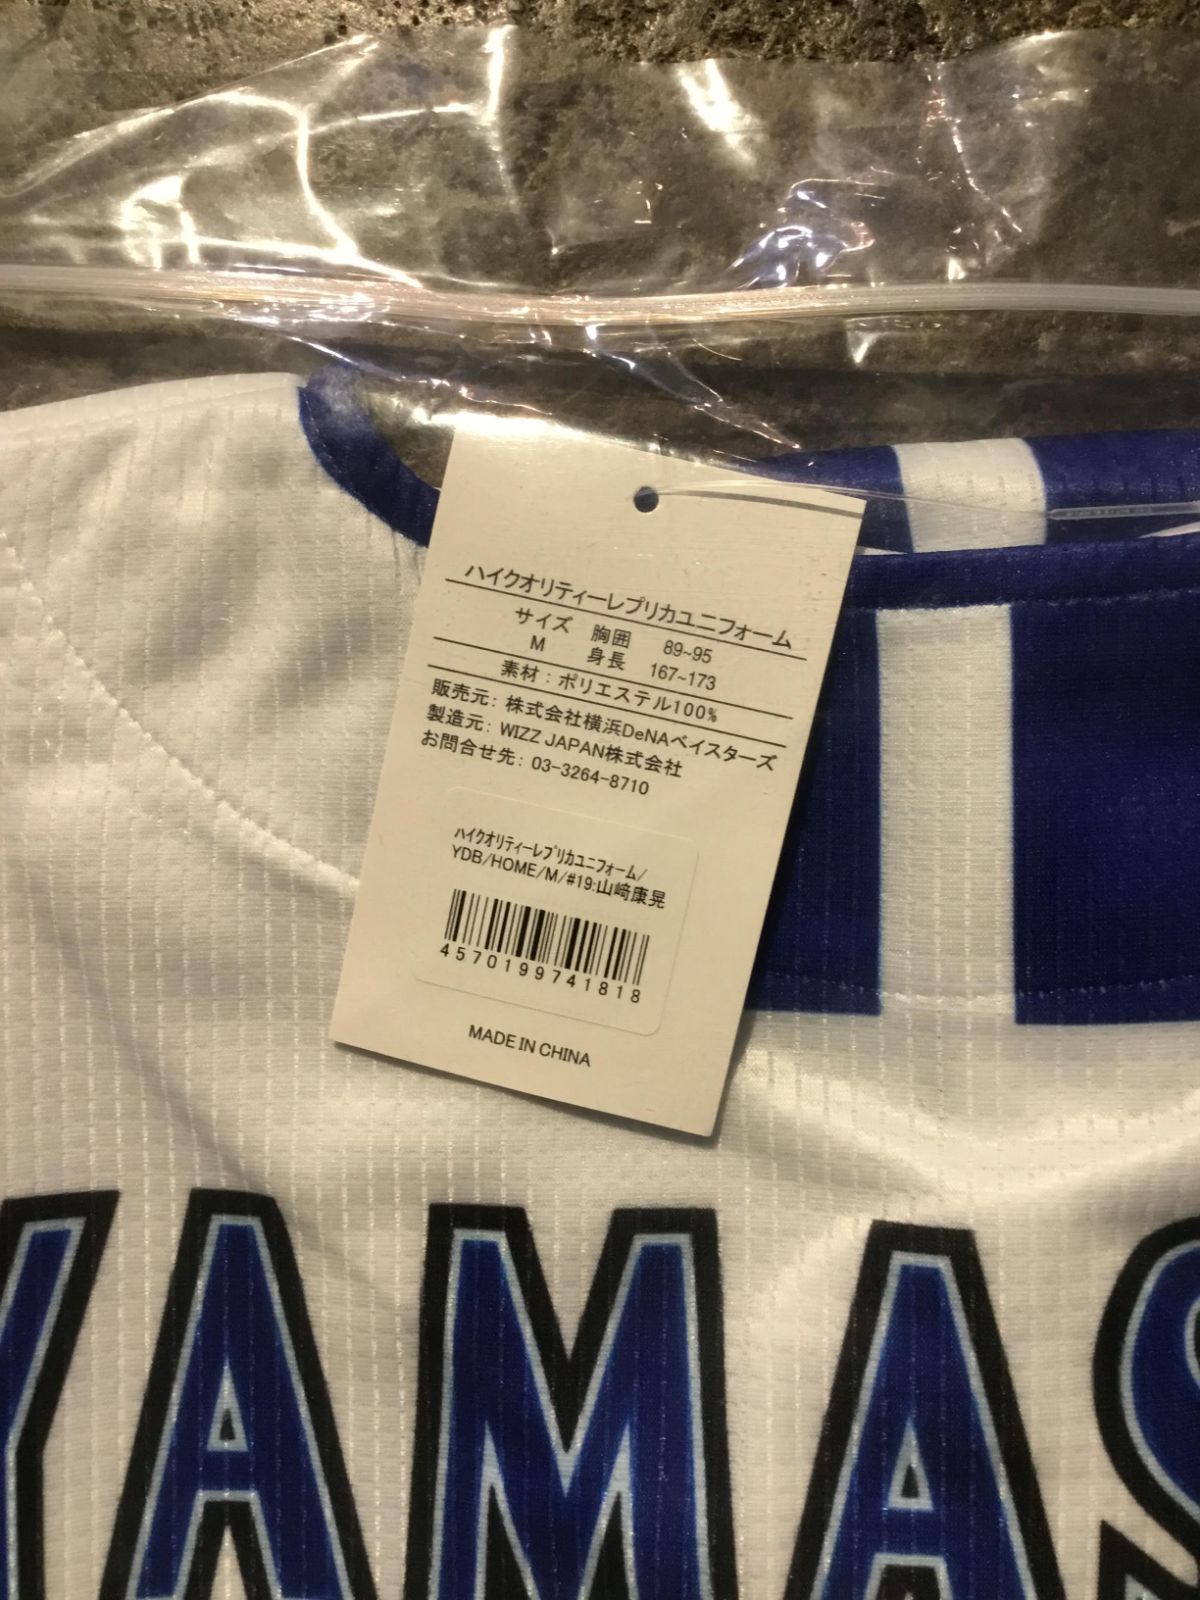 ハイクオリティーレプリカユニフォーム
サイズ 胸囲 89~95
M 身長 167~173
素材：ポリエステル100%
販売元：株式会社横浜DeNAベイスターズ
製造元：WIZZ JAPAN株式会社
お問合せ先：03-3264-8710
ﾊｲｸｵﾘﾃｨｰﾚﾌﾟﾘｶﾕﾆﾌｫｰﾑ/
YDB/HOME/M/#19:山﨑康晃
4570199741818
MADE IN CHINA
YAMAS